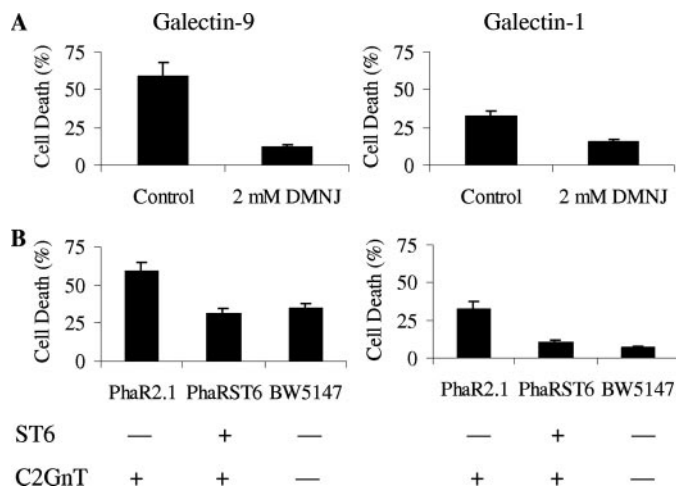 A Galectin-9 Galectin-1
Cell Death (%)
75
50
25
0
Control 2 mM DMNJ
Cell Death (%)
75
50
25
0
Control 2 mM DMNJ
B
Cell Death (%)
75
50
25
0
PhaR2.1 PhaRST6 BW5147
Cell Death (%)
75
50
25
0
PhaR2.1 PhaRST6 BW5147
ST6 — + — — + —
C2GnT + + — + + —